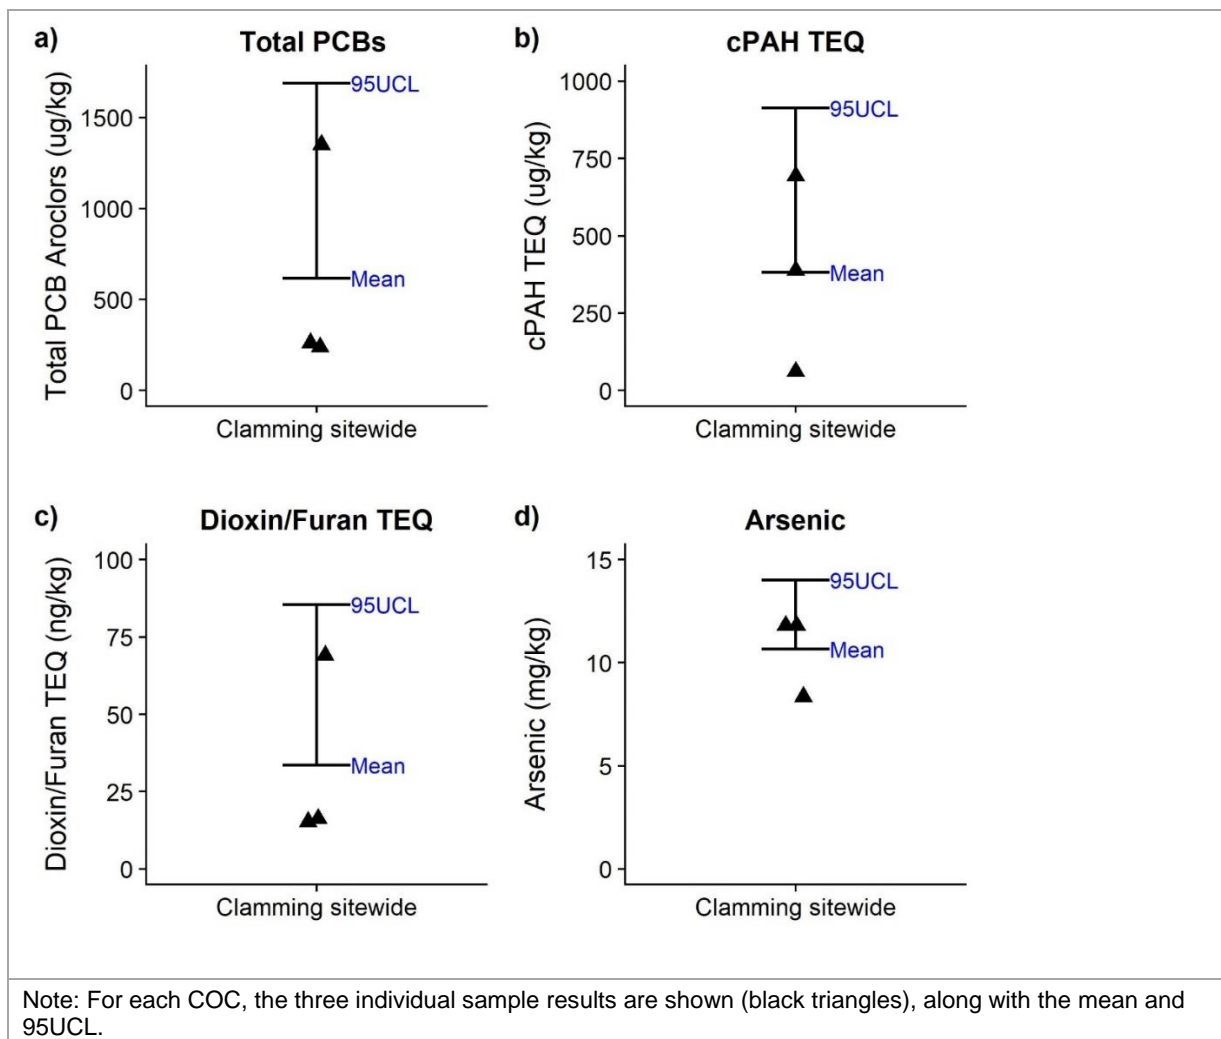 a)
Total PCBs
Total PCB Aroclors (ug/kg)
1500
1000
500
0
95UCL
Mean
Clamming sitewide
b)
cPAH TEQ
cPAH TEQ (ug/kg)
1000
750
500
250
0
95UCL
Mean
Clamming sitewide
c)
Dioxin/Furan TEQ
Dioxin/Furan TEQ (ng/kg)
100
75
50
25
0
95UCL
Mean
Clamming sitewide
d)
Arsenic
Arsenic (mg/kg)
15
10
5
0
95UCL
Mean
Clamming sitewide
Note: For each COC, the three individual sample results are shown (black triangles), along with the mean and
95UCL.